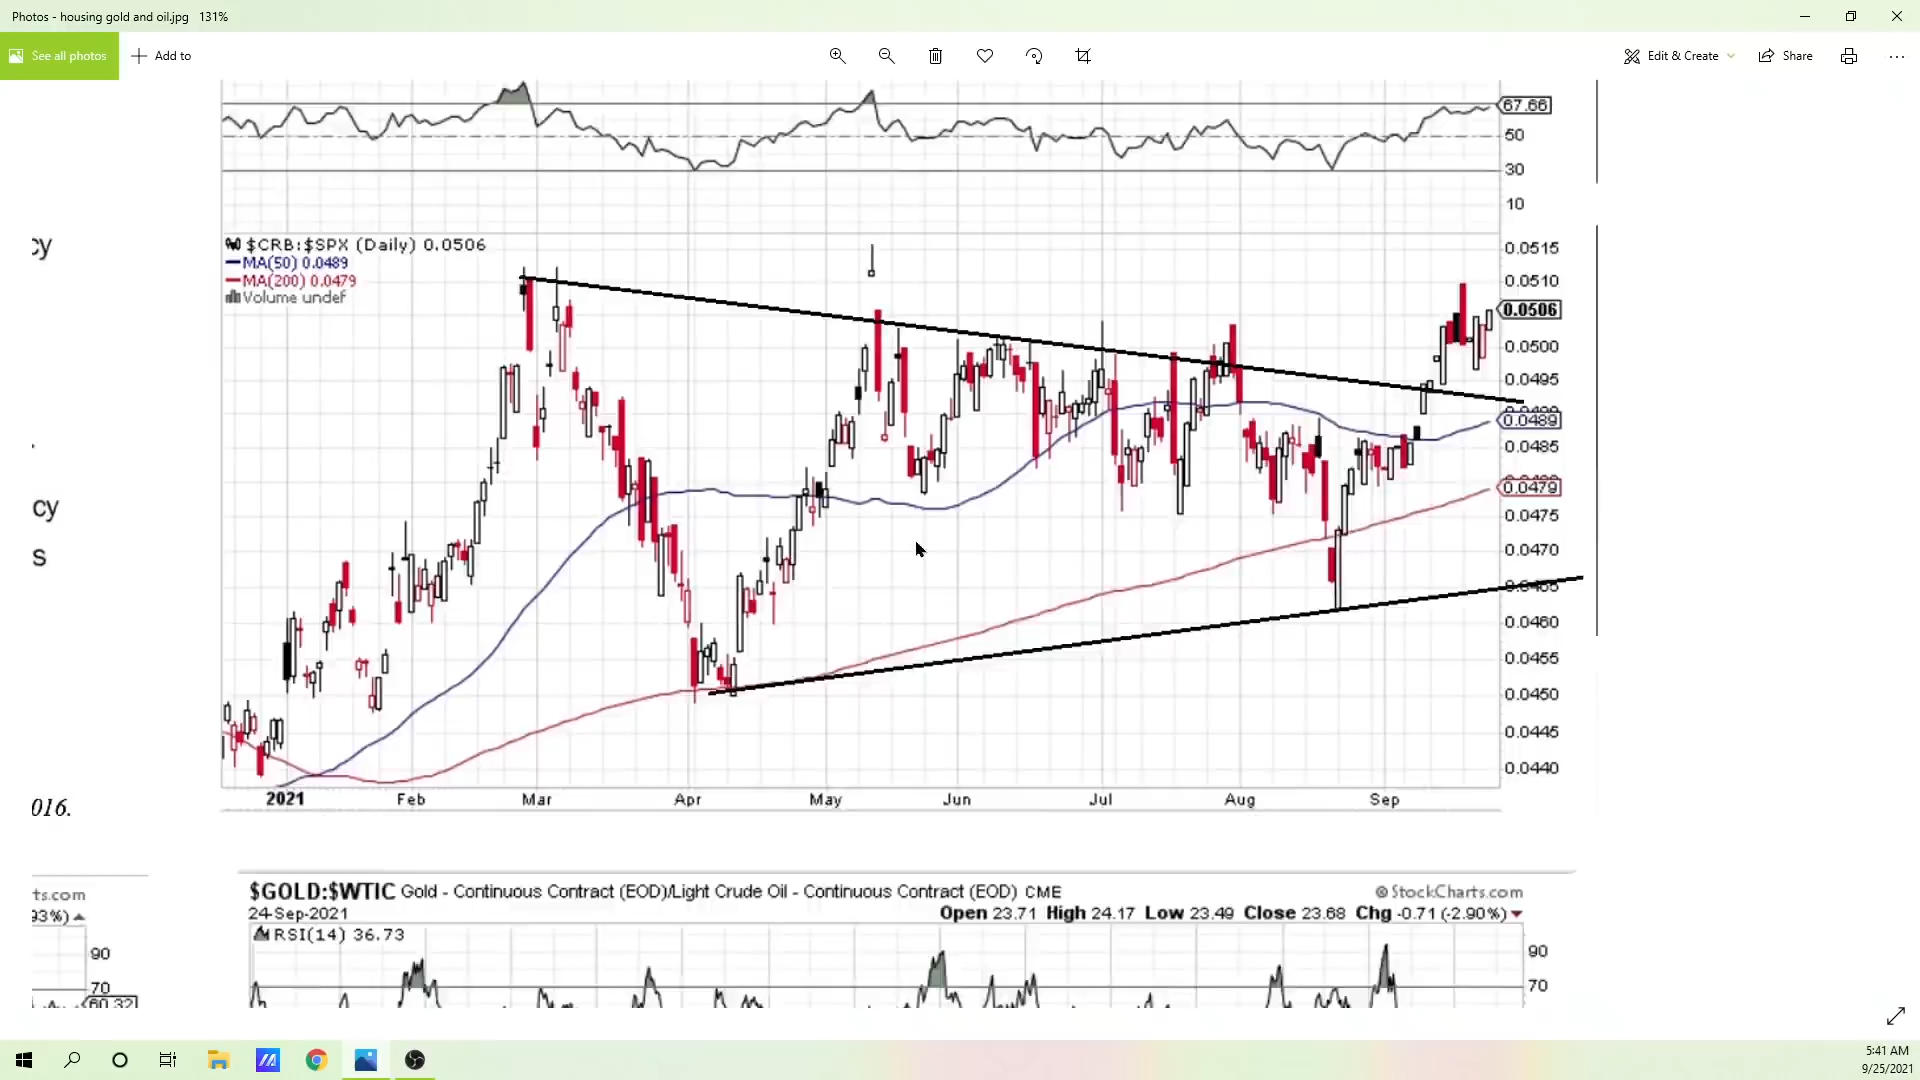 Photos - housing gold and oil.jpg 131%
See all photos
Add to
Edit & Create
Share
67.66
50
30
10
cy
$CRB:$SPX (Daily) 0.0506
MA(50) 0.0489
MA(200) 0.0479
Volume undef
0.0515
0.0510
0.0506
0.0500
0.0495
0.0489
0.0485
0.0479
0.0475
0.0470
0.0465
0.0460
0.0455
0.0450
0.0445
0.0440
cy
s
016.
2021 Feb Mar Apr May Jun Jul Aug Sep
ts.com
93%)
90
70
60.32
$GOLD:$WTIC Gold - Continuous Contract (EOD)/Light Crude Oil - Continuous Contract (EOD) CME
© StockCharts.com
24-Sep-2021
Open 23.71 High 24.17 Low 23.49 Close 23.68 Chg -0.71 (-2.90%)
RSI(14) 36.73
90
70
5:41 AM
9/25/2021